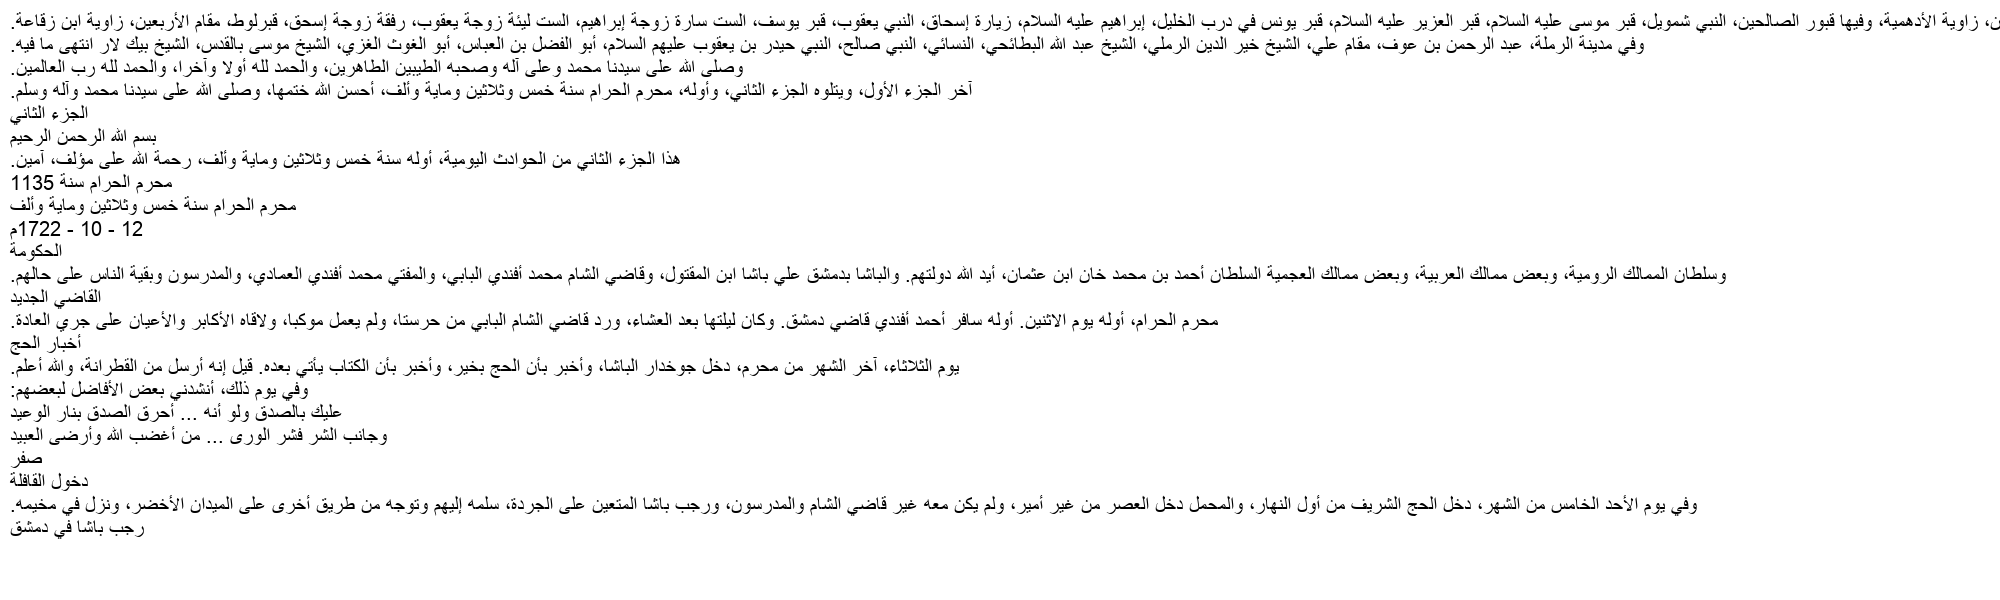 زاوية الأدهمية، وفيها قبور الصالحين، النبي شمويل، قبر موسى عليه السلام، قبر العزير عليه السلام، قبر يونس في درب الخليل، إبراهيم عليه السلام، زيارة إسحاق، النبي يعقوب، قبر يوسف، الست سارة زوجة إبراهيم، الست ليئة زوجة يعقوب، رفقة زوجة إسحق، قبرلوط، مقام الأربعين، زاوية ابن زقاعة.
وفي مدينة الرملة، عبد الرحمن بن عوف، مقام علي، الشيخ خير الدين الرملي، الشيخ عبد الله البطائحي، النسائي، النبي صالح، النبي حيدر بن يعقوب عليهم السلام، أبو الفضل بن العباس، أبو الغوث الغزي، الشيخ موسى بالقدس، الشيخ بيك لار انتهى ما فيه.
وصلى الله على سيدنا محمد وعلى آله وصحبه الطيبين الطاهرين، والحمد لله أولا وآخرا، والحمد لله رب العالمين.
آخر الجزء الأول، ويتلوه الجزء الثاني، وأوله، محرم الحرام سنة خمس وثلاثين وماية وألف، أحسن الله ختمها، وصلى الله على سيدنا محمد وآله وسلم.
الجزء الثاني
بسم الله الرحمن الرحيم
هذا الجزء الثاني من الحوادث اليومية، أوله سنة خمس وثلاثين وماية وألف، رحمة الله على مؤلف، آمين.
محرم الحرام سنة 1135
محرم الحرام سنة خمس وثلاثين وماية وألف
12 - 10 - 1722م
الحكومة
وسلطان الممالك الرومية، وبعض ممالك العربية، وبعض ممالك العجمية السلطان أحمد بن محمد خان ابن عثمان، أيد الله دولتهم. والباشا بدمشق علي باشا ابن المقتول، وقاضي الشام محمد أفندي البابي، والمفتي محمد أفندي العمادي، والمدرسون وبقية الناس على حالهم.
القاضي الجديد
محرم الحرام، أوله يوم الاثنين. أوله سافر أحمد أفندي قاضي دمشق. وكان ليلتها بعد العشاء، ورد قاضي الشام البابي من حرستا، ولم يعمل موكبا، ولاقاه الأكابر والأعيان على جري العادة.
أخبار الحج
يوم الثلاثاء، آخر الشهر من محرم، دخل جوخدار الباشا، وأخبر بأن الحج بخير، وأخبر بأن الكتاب يأتي بعده. قيل إنه أرسل من القطرانة، والله أعلم.
وفي يوم ذلك، أنشدني بعض الأفاضل لبعضهم:
عليك بالصدق ولو أنه ... أحرق الصدق بنار الوعيد
وجانب الشر فشر الورى ... من أغضب الله وأرضى العبيد
صفر
دخول القافلة
وفي يوم الأحد الخامس من الشهر، دخل الحج الشريف من أول النهار، والمحمل دخل العصر من غير أمير، ولم يكن معه غير قاضي الشام والمدرسون، ورجب باشا المتعين على الجردة، سلمه إليهم وتوجه من طريق أخرى على الميدان الأخضر، ونزل في مخيمه.
رجب باشا في دمشق